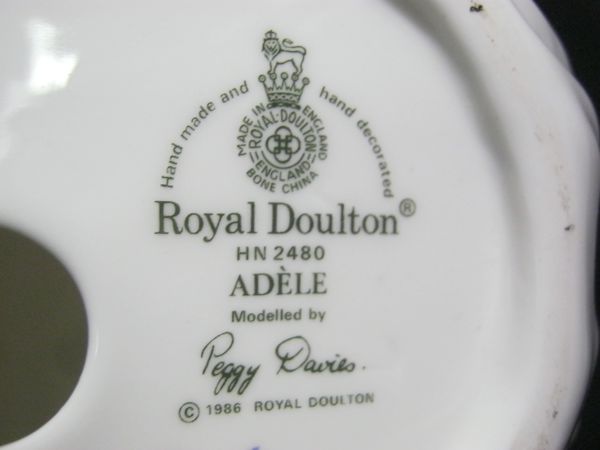 Hand made and hand decorated
MADE IN ENGLAND
ROYAL·DOULTON
ENGLAND
BONE CHINA
Royal Doulton®
HN 2480
ADÈLE
Modelled by
Peggy Davies.
© 1986 ROYAL DOULTON